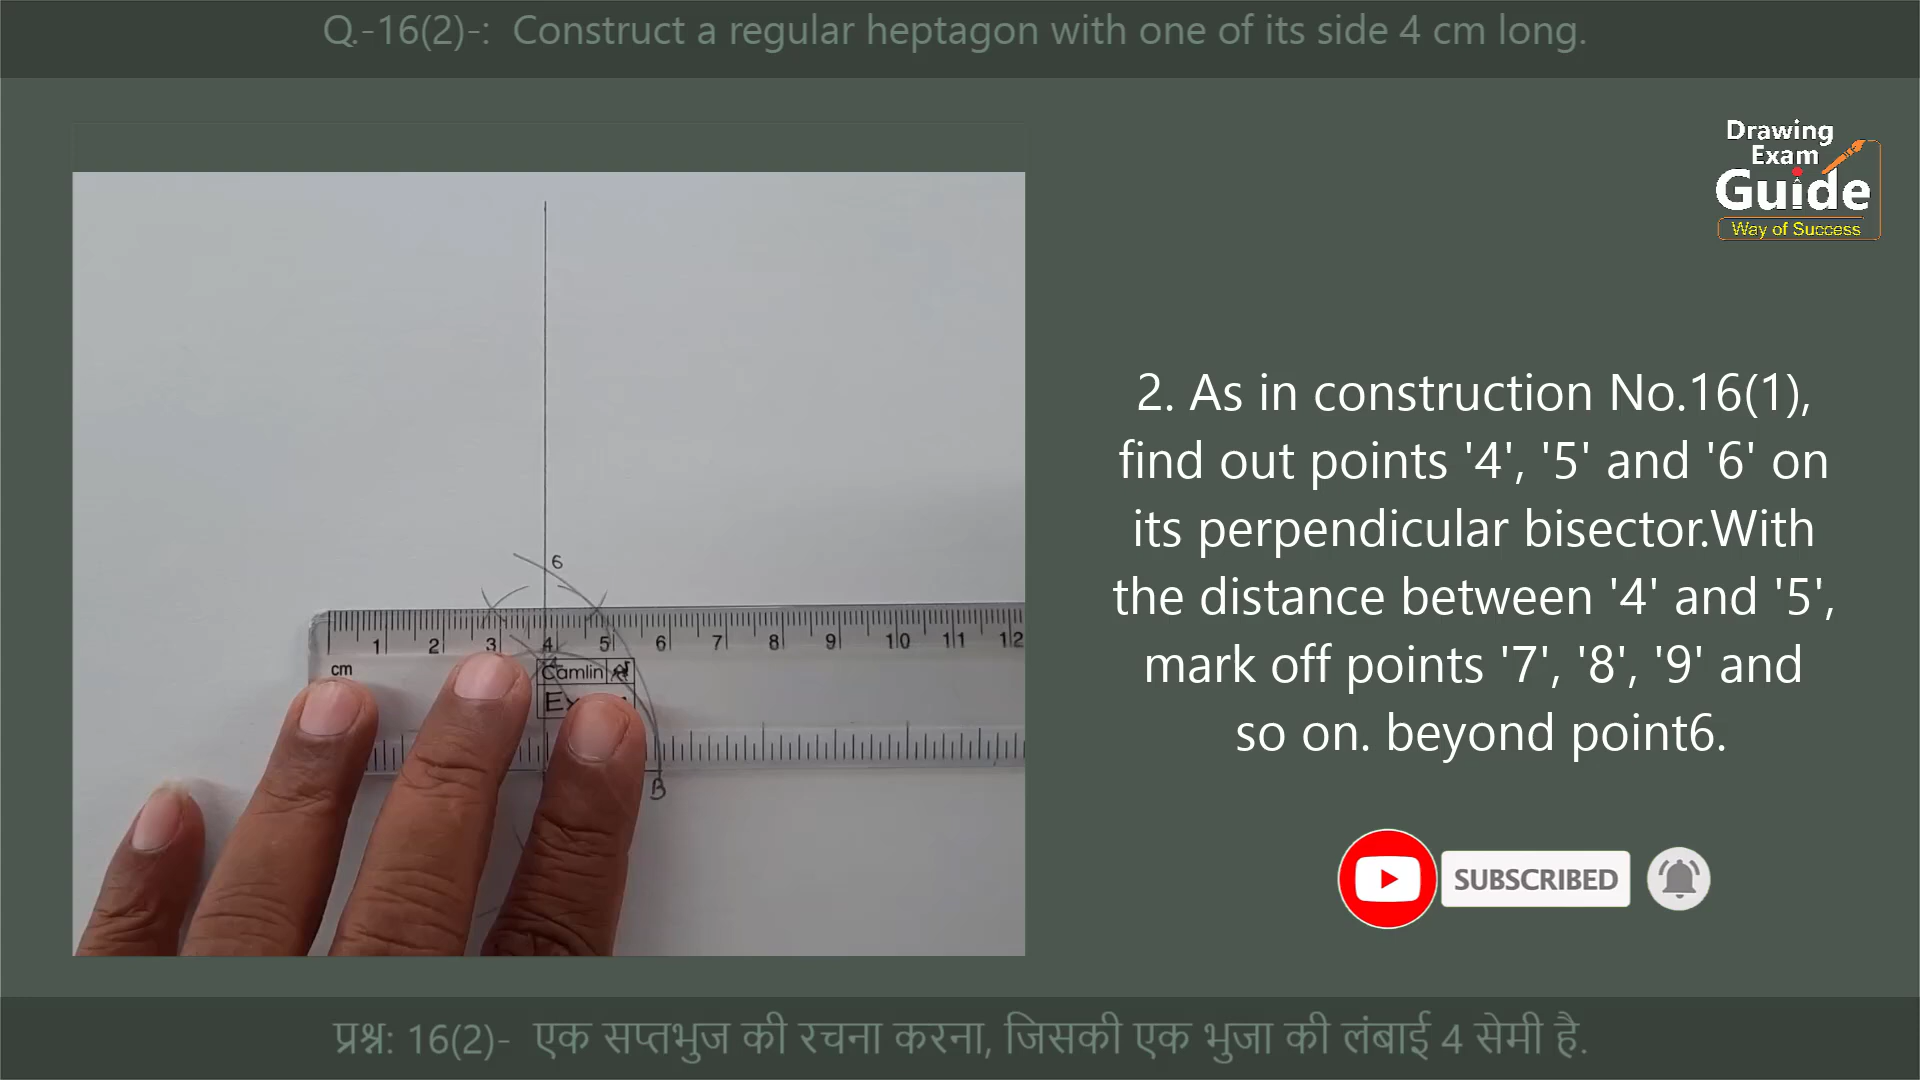 Q.-16(2)-:  Construct a regular heptagon with one of its side 4 cm long.
Drawing
Exam
Guide
Way of Success
2. As in construction No.16(1),
find out points '4', '5' and '6' on
its perpendicular bisector.With
the distance between '4' and '5',
mark off points '7', '8', '9' and
so on. beyond point6.
6
1 2 3 4 5 6 7 8 9 10 11 12
cm
Camlin
B
SUBSCRIBED
प्रश्न: 16(2)-  एक सप्तभुज की रचना करना, जिसकी एक भुजा की लंबाई 4 सेमी है.